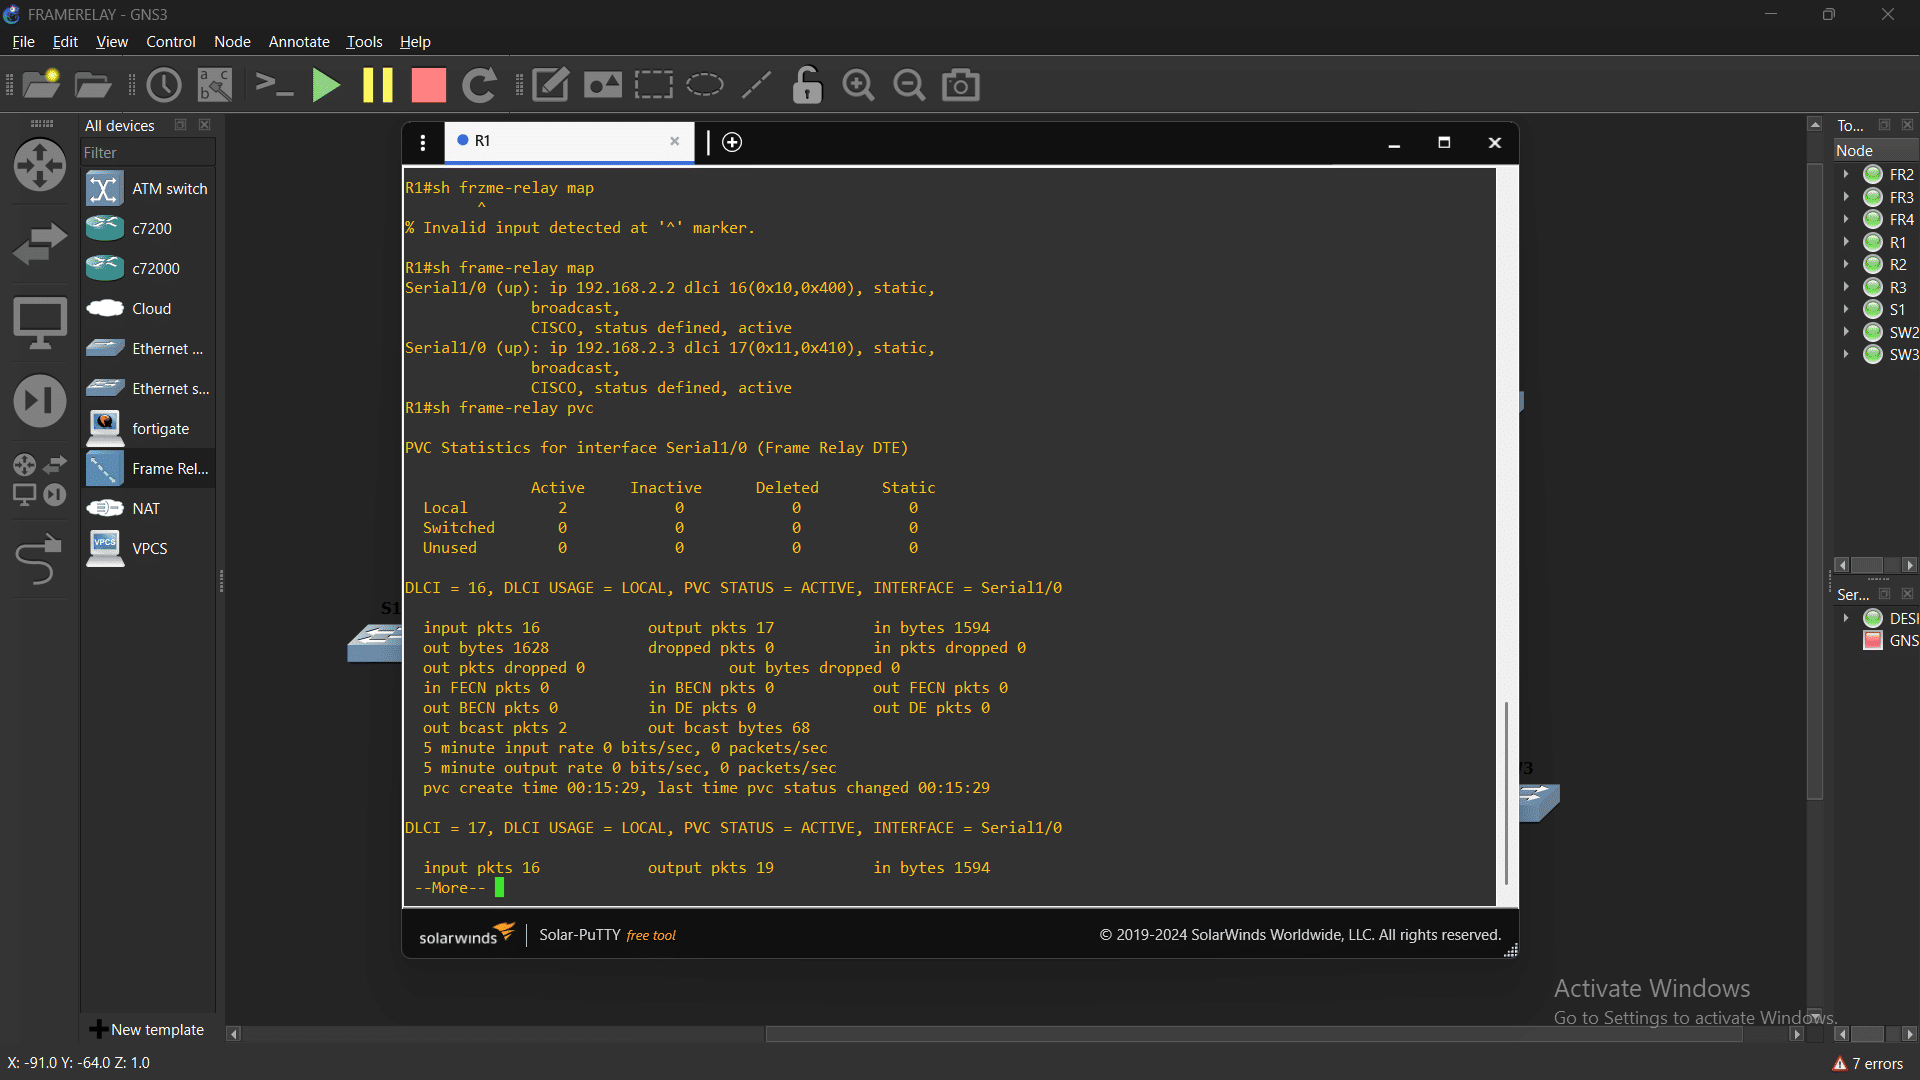 FRAMERELAY - GNS3
File Edit View Control Node Annotate Tools Help
All devices
Filter
ATM switch
c7200
c72000
Cloud
Ethernet ...
Ethernet s...
fortigate
Frame Rel...
NAT
VPCS
New template
S1
R1
R1#sh frzme-relay map
^
% Invalid input detected at '^' marker.
R1#sh frame-relay map
Serial1/0 (up): ip 192.168.2.2 dlci 16(0x10,0x400), static,
broadcast,
CISCO, status defined, active
Serial1/0 (up): ip 192.168.2.3 dlci 17(0x11,0x410), static,
broadcast,
CISCO, status defined, active
R1#sh frame-relay pvc
PVC Statistics for interface Serial1/0 (Frame Relay DTE)
Active Inactive Deleted Static
Local 2 0 0 0
Switched 0 0 0 0
Unused 0 0 0 0
DLCI = 16, DLCI USAGE = LOCAL, PVC STATUS = ACTIVE, INTERFACE = Serial1/0
input pkts 16 output pkts 17 in bytes 1594
out bytes 1628 dropped pkts 0 in pkts dropped 0
out pkts dropped 0 out bytes dropped 0
in FECN pkts 0 in BECN pkts 0 out FECN pkts 0
out BECN pkts 0 in DE pkts 0 out DE pkts 0
out bcast pkts 2 out bcast bytes 68
5 minute input rate 0 bits/sec, 0 packets/sec
5 minute output rate 0 bits/sec, 0 packets/sec
pvc create time 00:15:29, last time pvc status changed 00:15:29
DLCI = 17, DLCI USAGE = LOCAL, PVC STATUS = ACTIVE, INTERFACE = Serial1/0
input pkts 16 output pkts 19 in bytes 1594
--More--
solarwinds Solar-PuTTY free tool
© 2019-2024 SolarWinds Worldwide, LLC. All rights reserved.
To...
Node
FR2
FR3
FR4
R1
R2
R3
S1
SW2
SW3
Ser...
DESI
GNS
Activate Windows
Go to Settings to activate Windows.
X: -91.0 Y: -64.0 Z: 1.0
7 errors